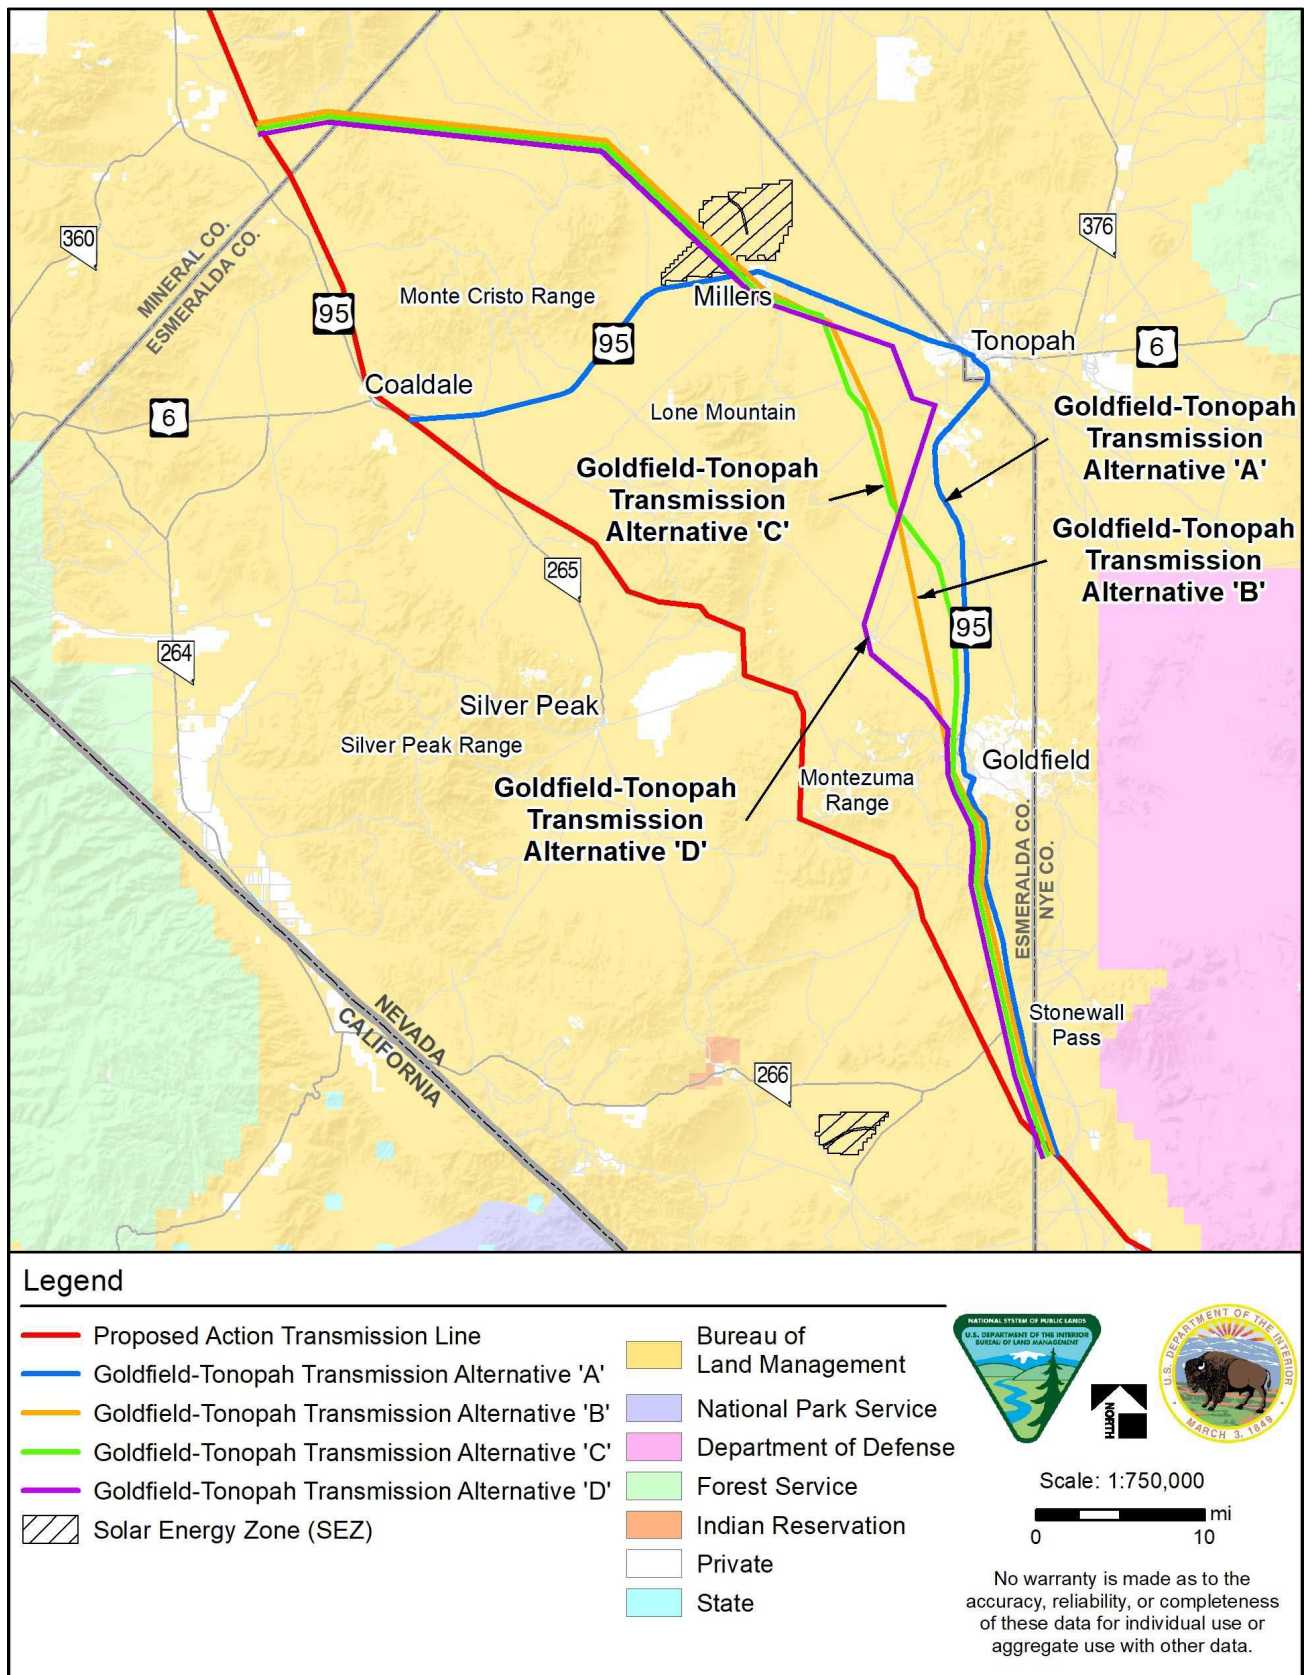 360
376
MINERAL CO.
ESMERALDA CO.
Monte Cristo Range
Millers
95
95
Tonopah
6
Coaldale
6
Lone Mountain
Goldfield-Tonopah
Transmission
Alternative 'A'
Goldfield-Tonopah
Transmission
Alternative 'C'
Goldfield-Tonopah
Transmission
Alternative 'B'
265
95
264
Silver Peak
Silver Peak Range
Goldfield
Montezuma
Range
Goldfield-Tonopah
Transmission
Alternative 'D'
ESMERALDA CO.
NYE CO.
NEVADA
CALIFORNIA
Stonewall
Pass
266
Legend
Proposed Action Transmission Line
Goldfield-Tonopah Transmission Alternative 'A'
Goldfield-Tonopah Transmission Alternative 'B'
Goldfield-Tonopah Transmission Alternative 'C'
Goldfield-Tonopah Transmission Alternative 'D'
Solar Energy Zone (SEZ)
Bureau of
Land Management
National Park Service
Department of Defense
Forest Service
Indian Reservation
Private
State
NATIONAL SYSTEM OF PUBLIC LANDS
U.S. DEPARTMENT OF THE INTERIOR
BUREAU OF LAND MANAGEMENT
NORTH
U.S. DEPARTMENT OF THE INTERIOR
MARCH 3, 1849
Scale: 1:750,000
mi
0 10
No warranty is made as to the
accuracy, reliability, or completeness
of these data for individual use or
aggregate use with other data.